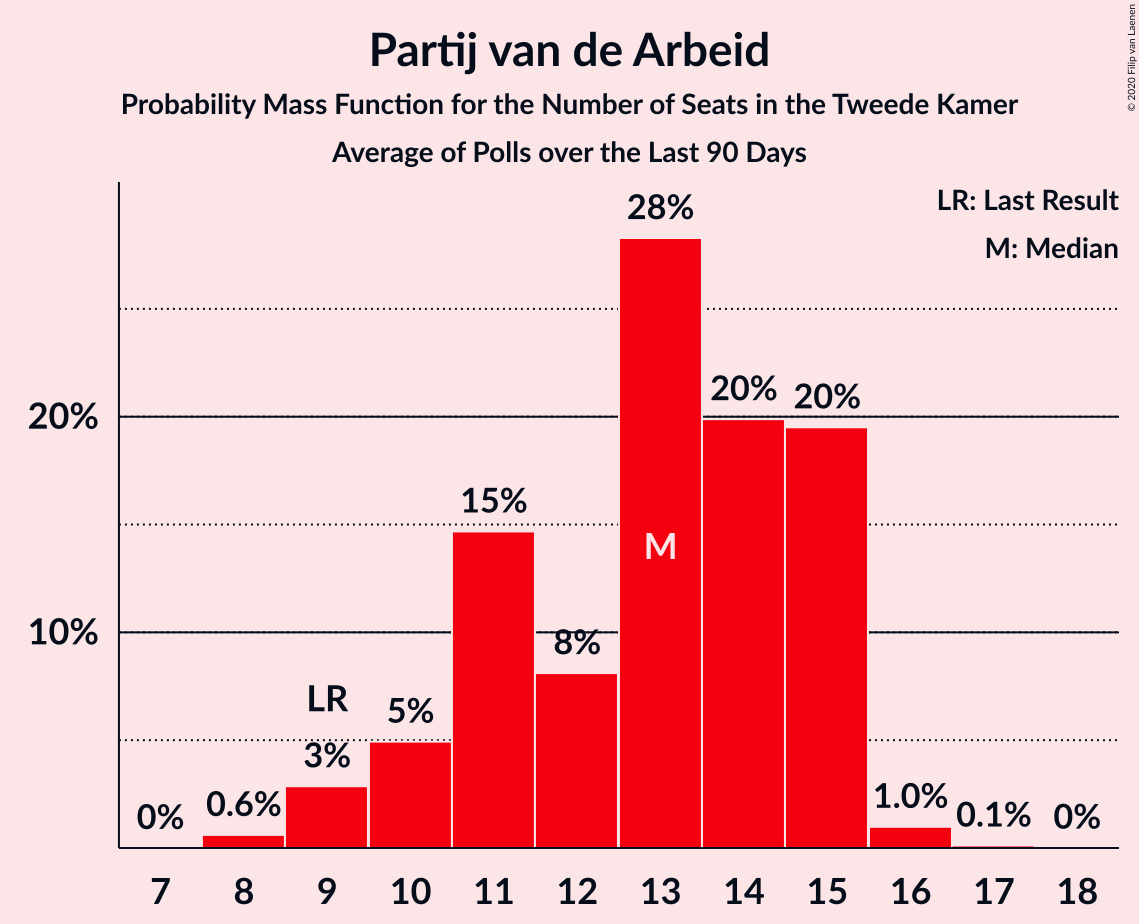 Partij van de Arbeid
Probability Mass Function for the Number of Seats in the Tweede Kamer
Average of Polls over the Last 90 Days
© 2020 Filip van Laenen
LR: Last Result
M: Median
28%
20%
20%
20%
15%
M
10%
8%
LR
5%
3%
0%
0.6%
1.0%
0.1%
0%
7 8 9 10 11 12 13 14 15 16 17 18